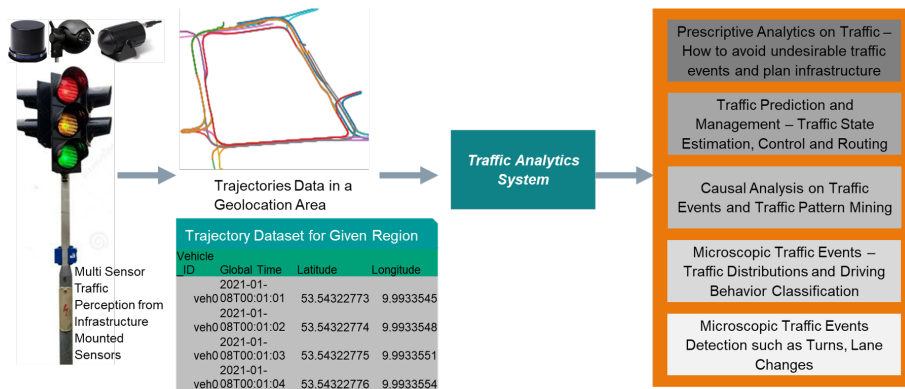 Multi Sensor
Traffic
Perception from
Infrastructure
Mounted
Sensors
Trajectories Data in a
Geolocation Area
Trajectory Dataset for Given Region
Vehicle
_ID Global Time Latitude Longitude
2021-01-
veh0 08T00:01:01 53.54322773 9.9933545
2021-01-
veh0 08T00:01:02 53.54322774 9.9933548
2021-01-
veh0 08T00:01:03 53.54322775 9.9933551
2021-01-
veh0 08T00:01:04 53.54322776 9.9933554
Traffic Analytics
System
Prescriptive Analytics on Traffic –
How to avoid undesirable traffic
events and plan infrastructure
Traffic Prediction and
Management – Traffic State
Estimation, Control and Routing
Causal Analysis on Traffic
Events and Traffic Pattern Mining
Microscopic Traffic Events –
Traffic Distributions and Driving
Behavior Classification
Microscopic Traffic Events
Detection such as Turns, Lane
Changes